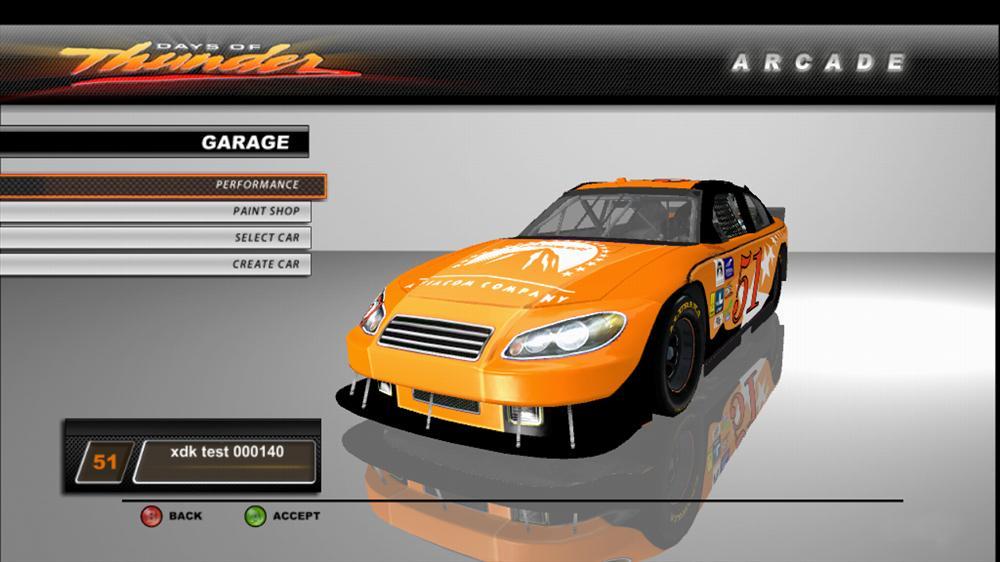 DAYS OF
Thunder
ARCADE
GARAGE
PERFORMANCE
PAINT SHOP
SELECT CAR
CREATE CAR
A VIACOM COMPANY
51
51
xdk test 000140
BACK
ACCEPT